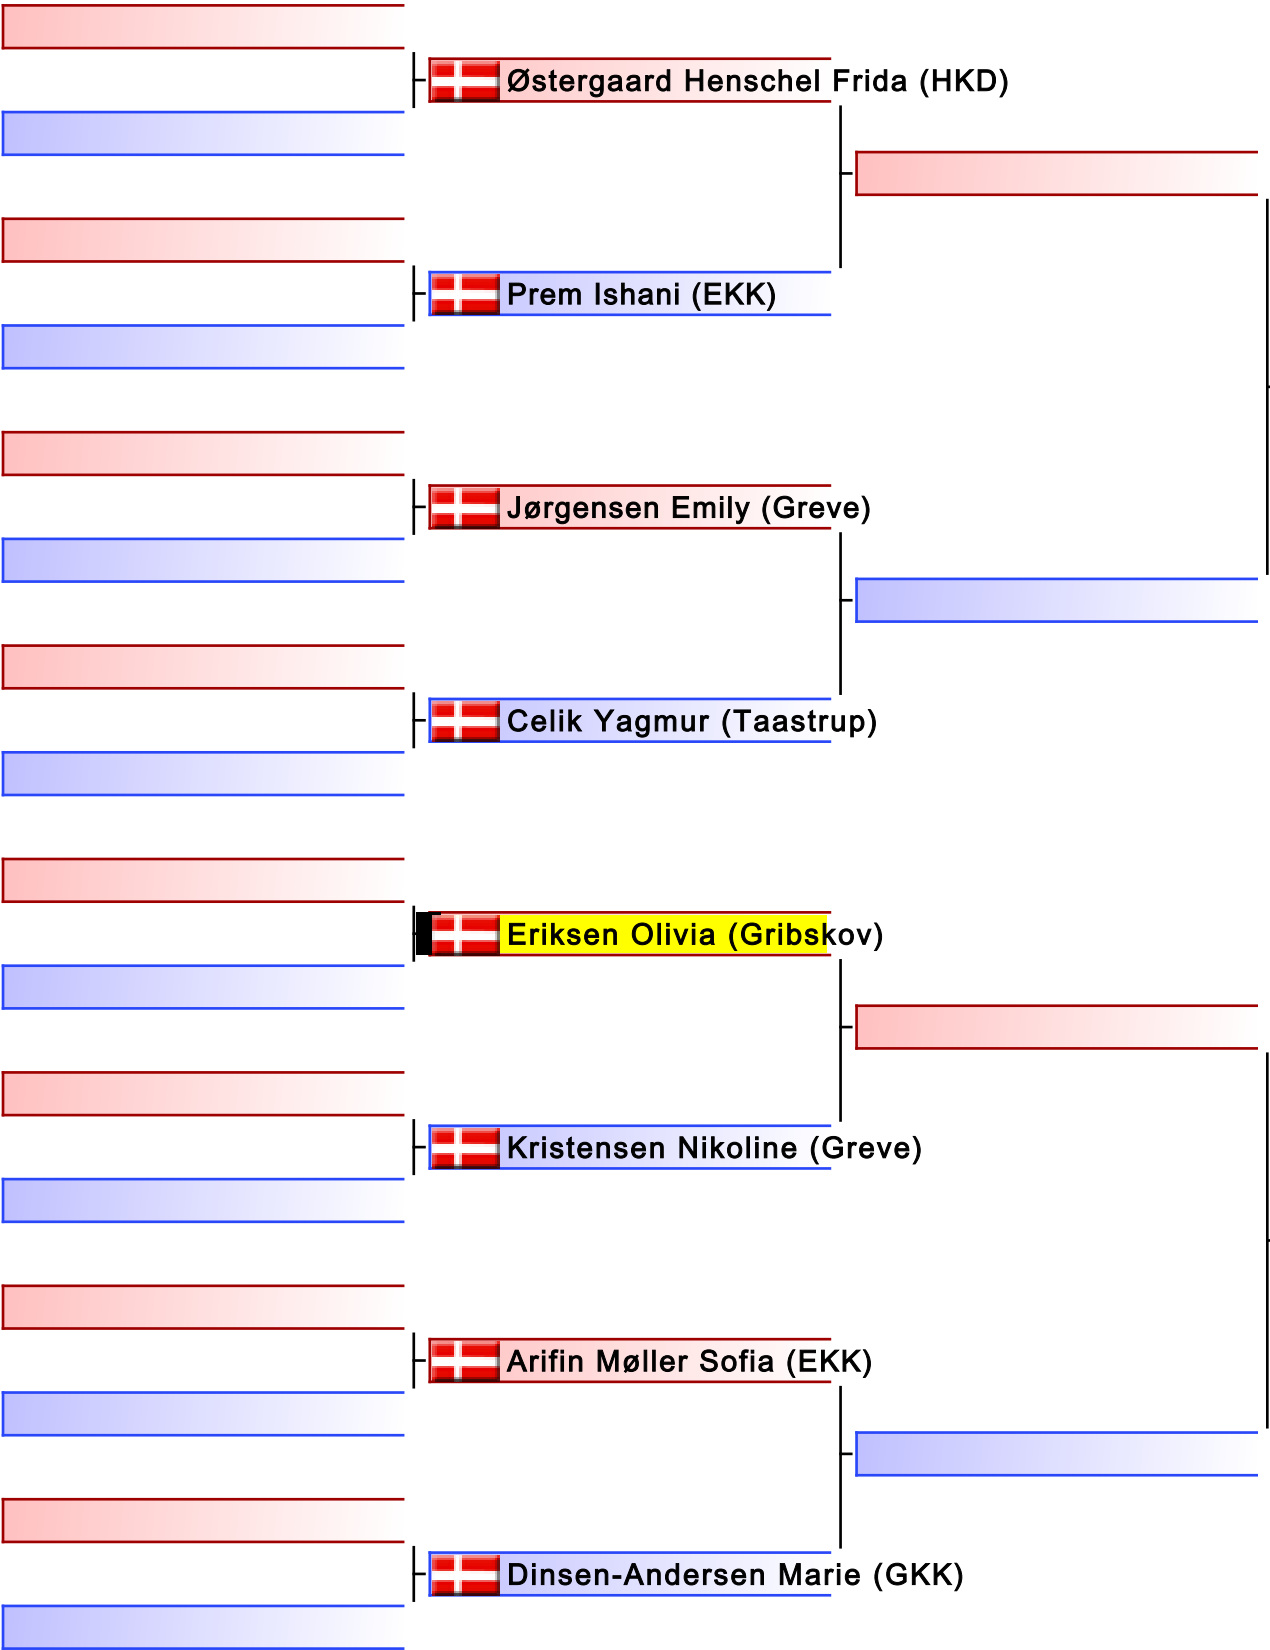 Østergaard Henschel Frida (HKD)
Prem Ishani (EKK)
Jørgensen Emily (Greve)
Celik Yagmur (Taastrup)
Eriksen Olivia (Gribskov)
Kristensen Nikoline (Greve)
Arifin Møller Sofia (EKK)
Dinsen-Andersen Marie (GKK)